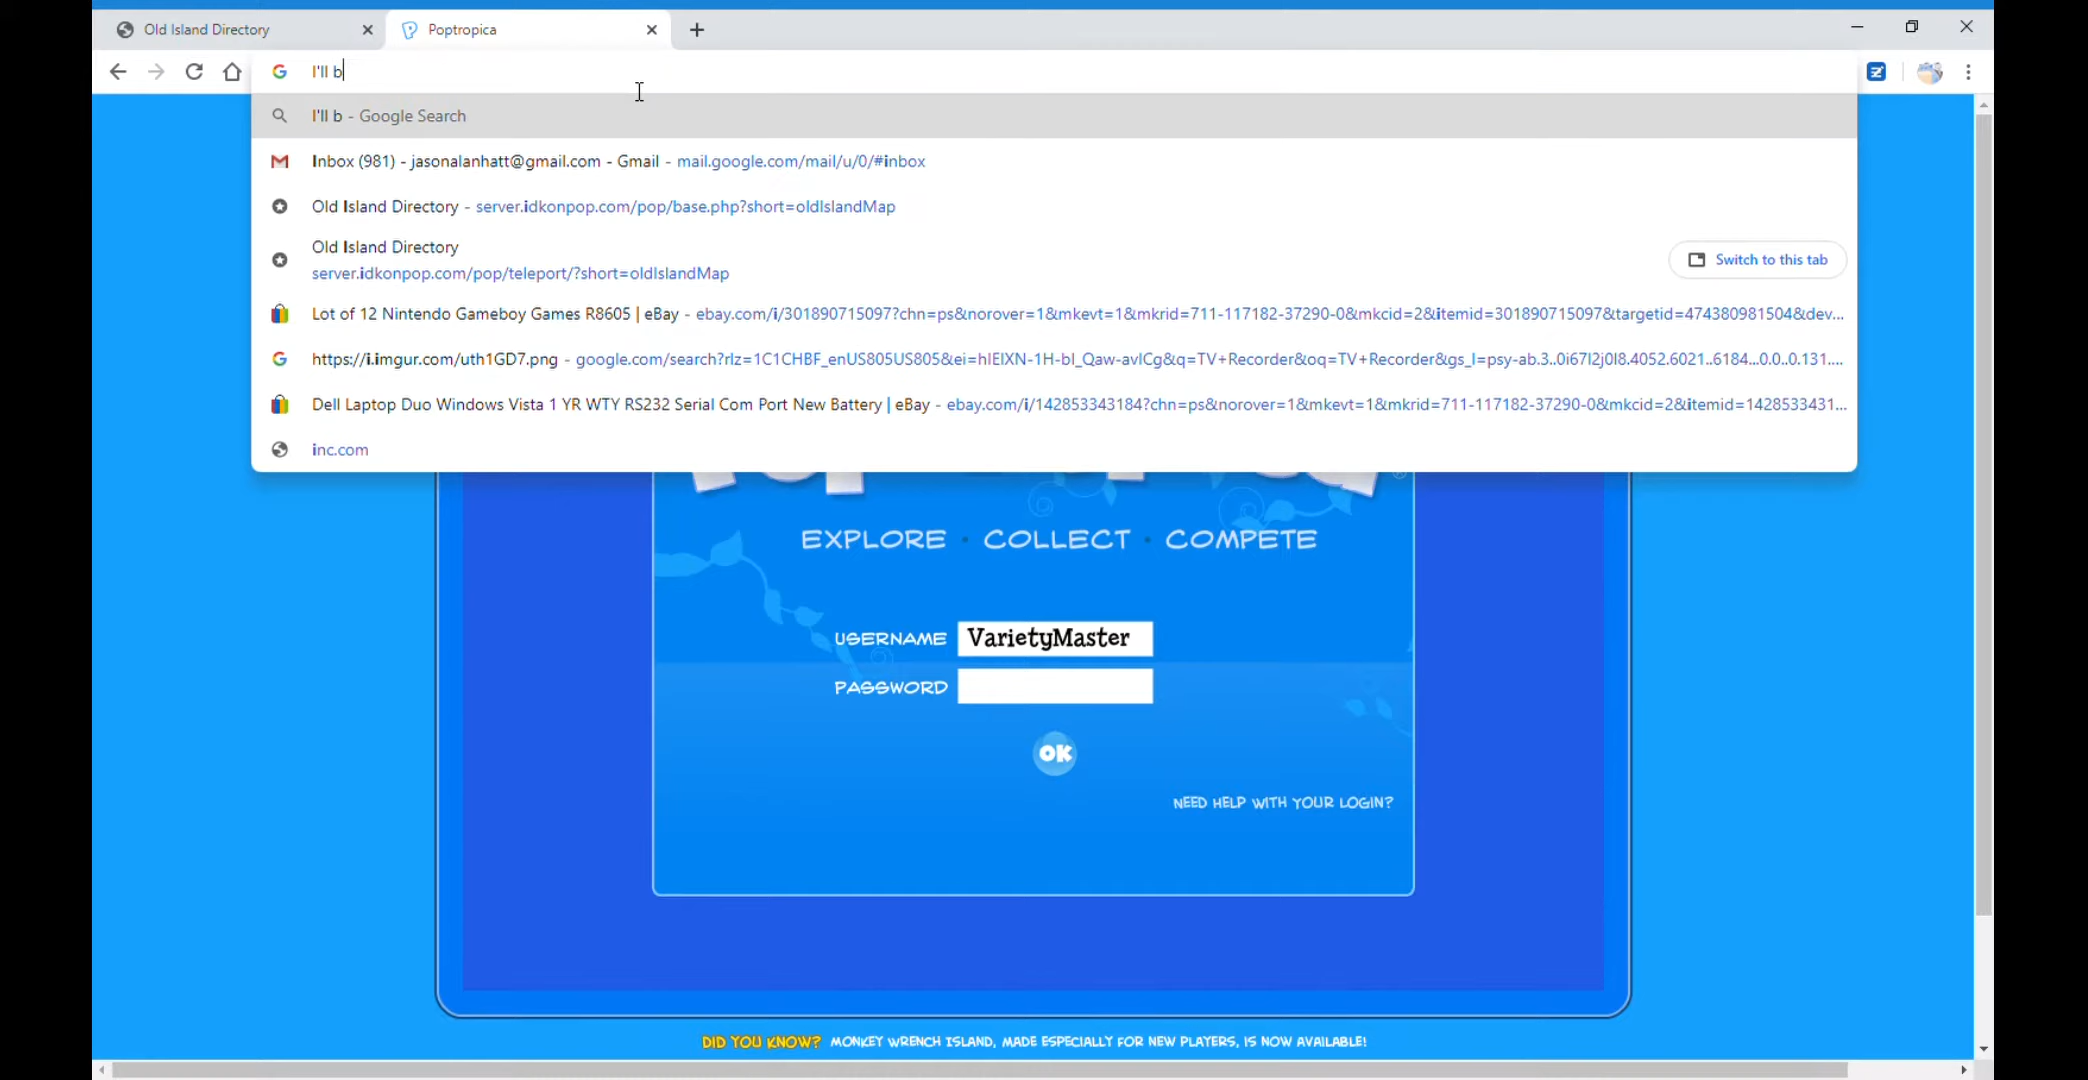 Old Island Directory
Poptropica
I'll b
I'll b - Google Search
Inbox (981) - jasonalanhatt@gmail.com - Gmail - mail.google.com/mail/u/0/#inbox
Old Island Directory - server.idkonpop.com/pop/base.php?short=oldIslandMap
Old Island Directory
server.idkonpop.com/pop/teleport/?short=oldIslandMap
Switch to this tab
Lot of 12 Nintendo Gameboy Games R8605 | eBay - ebay.com/i/301890715097?chn=ps&norover=1&mkevt=1&mkrid=711-117182-37290-0&mkcid=2&itemid=301890715097&targetid=474380981504&dev...
https://i.imgur.com/uth1GD7.png - google.com/search?rlz=1C1CHBF_enUS805US805&ei=hIEIXN-1H-bI_Qaw-avICg&q=TV+Recorder&oq=TV+Recorder&gs_l=psy-ab.3..0i67l2j0l8.4052.6021..6184...0.0..0.131....
Dell Laptop Duo Windows Vista 1 YR WTY RS232 Serial Com Port New Battery | eBay - ebay.com/i/142853343184?chn=ps&norover=1&mkevt=1&mkrid=711-117182-37290-0&mkcid=2&itemid=1428533431...
inc.com
EXPLORE • COLLECT • COMPETE
USERNAME VarietyMaster
PASSWORD
OK
NEED HELP WITH YOUR LOGIN?
DID YOU KNOW? MONKEY WRENCH ISLAND, MADE ESPECIALLY FOR NEW PLAYERS, IS NOW AVAILABLE!